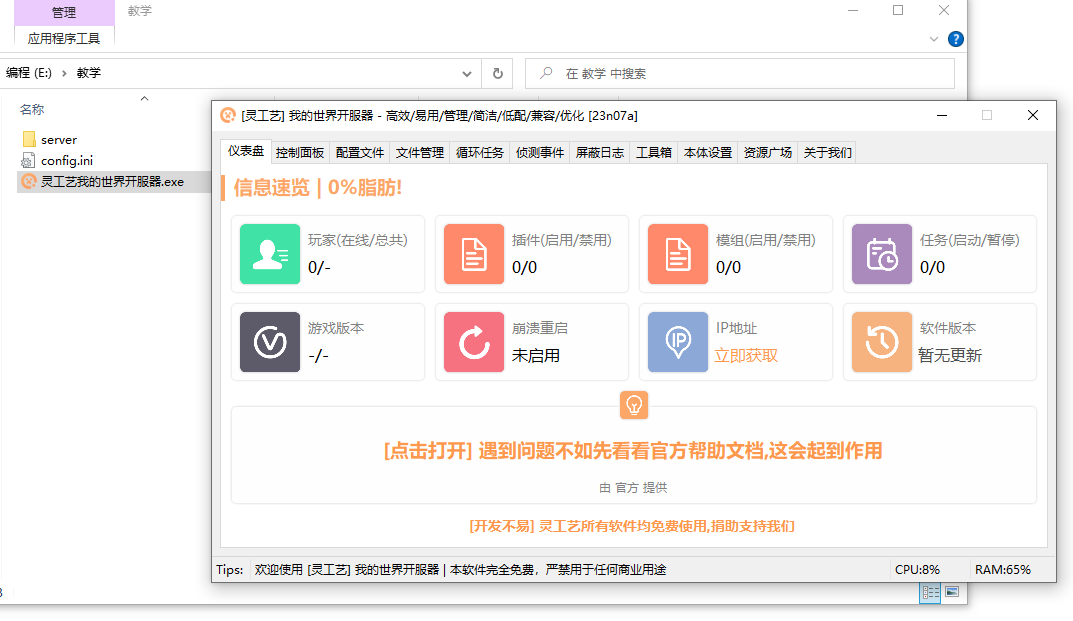 管理
教学
应用程序工具
?
编程 (E:) › 教学
在 教学 中搜索
名称
server
config.ini
灵工艺我的世界开服器.exe
[灵工艺] 我的世界开服器 - 高效/易用/管理/简洁/低配/兼容/优化 [23n07a]
仪表盘 控制面板 配置文件 文件管理 循环任务 侦测事件 屏蔽日志 工具箱 本体设置 资源广场 关于我们
信息速览 | 0%脂肪!
玩家(在线/总共)
0/-
插件(启用/禁用)
0/0
模组(启用/禁用)
0/0
任务(启动/暂停)
0/0
游戏版本
-/-
崩溃重启
未启用
IP
IP地址
立即获取
软件版本
暂无更新
[点击打开] 遇到问题不如先看看官方帮助文档,这会起到作用
由 官方 提供
[开发不易] 灵工艺所有软件均免费使用,捐助支持我们
Tips: 欢迎使用 [灵工艺] 我的世界开服器 | 本软件完全免费，严禁用于任何商业用途 CPU:8% RAM:65%